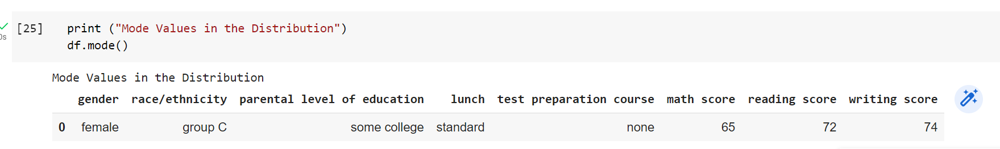 [25] print ("Mode Values in the Distribution")
0s df.mode()
Mode Values in the Distribution
gender race/ethnicity parental level of education lunch test preparation course math score reading score writing score
0 female group C some college standard none 65 72 74